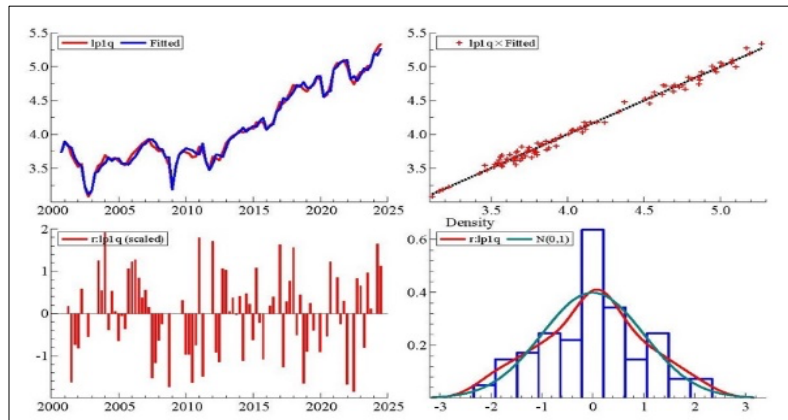 5.5
lp1q Fitted
5.0
4.5
4.0
3.5
2000 2005 2010 2015 2020 2025
5.5
lp1q × Fitted
5.0
4.5
4.0
3.5
3.5 4.0 4.5 5.0
2
r:lp1q (scaled)
1
0
-1
2000 2005 2010 2015 2020 2025
Density
0.6
r:lp1q N(0,1)
0.4
0.2
-3 -2 -1 0 1 2 3